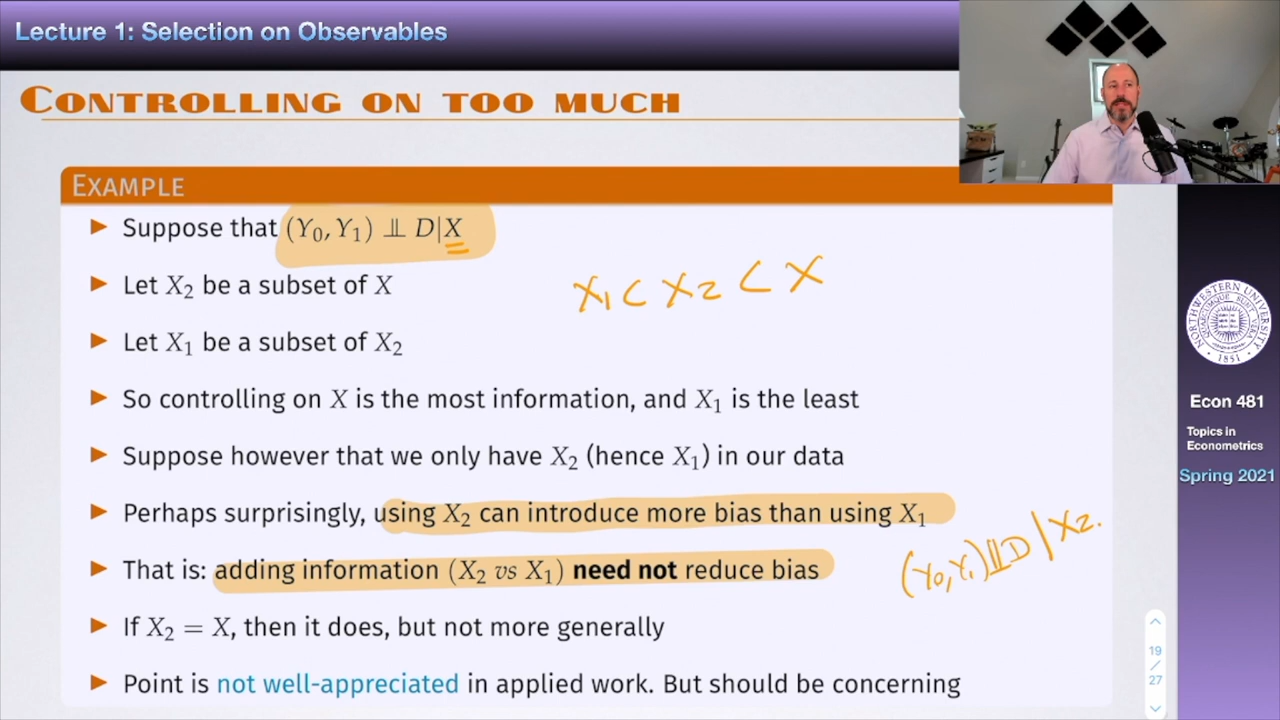 Lecture 1: Selection on Observables
CONTROLLING ON TOO MUCH
EXAMPLE
▶ Suppose that (Y₀, Y₁) ⫫ D|X
▶ Let X₂ be a subset of X
X₁ ⊂ X₂ ⊂ X
▶ Let X₁ be a subset of X₂
▶ So controlling on X is the most information, and X₁ is the least
▶ Suppose however that we only have X₂ (hence X₁) in our data
▶ Perhaps surprisingly, using X₂ can introduce more bias than using X₁
▶ That is: adding information (X₂ vs X₁) need not reduce bias
(Y₀, Y₁) ⫫ D | X₂.
▶ If X₂ = X, then it does, but not more generally
▶ Point is not well-appreciated in applied work. But should be concerning
NORTHWESTERN UNIVERSITY
1851
Econ 481
Topics in
Econometrics
Spring 2021
19
/
27